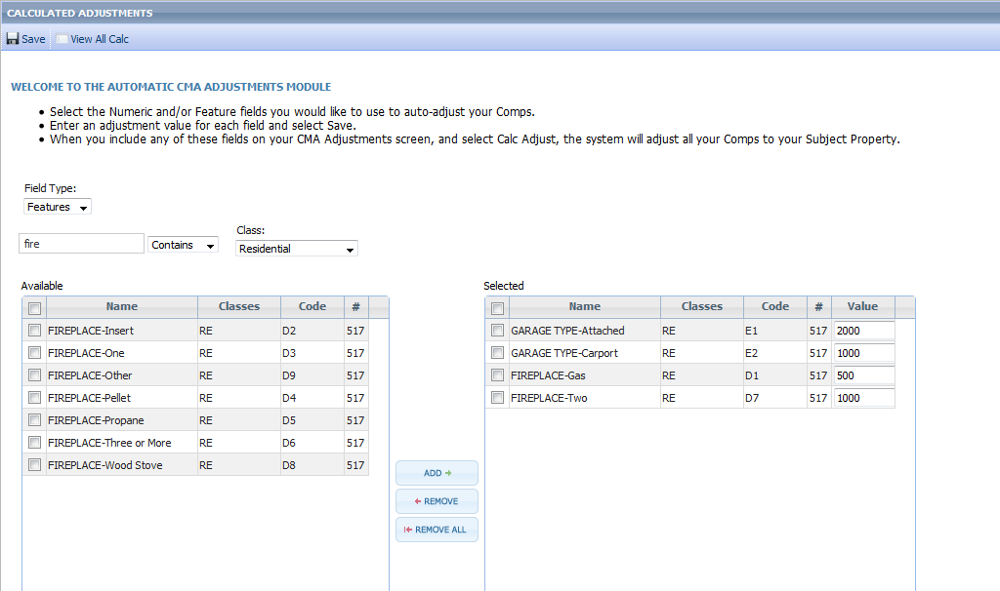 CALCULATED ADJUSTMENTS
Save View All Calc
WELCOME TO THE AUTOMATIC CMA ADJUSTMENTS MODULE
• Select the Numeric and/or Feature fields you would like to use to auto-adjust your Comps.
• Enter an adjustment value for each field and select Save.
• When you include any of these fields on your CMA Adjustments screen, and select Calc Adjust, the system will adjust all your Comps to your Subject Property.
Field Type:
Features
Class:
fire Contains Residential
Available
Name Classes Code #
FIREPLACE-Insert RE D2 517
FIREPLACE-One RE D3 517
FIREPLACE-Other RE D9 517
FIREPLACE-Pellet RE D4 517
FIREPLACE-Propane RE D5 517
FIREPLACE-Three or More RE D6 517
FIREPLACE-Wood Stove RE D8 517
ADD
REMOVE
REMOVE ALL
Selected
Name Classes Code # Value
GARAGE TYPE-Attached RE E1 517 2000
GARAGE TYPE-Carport RE E2 517 1000
FIREPLACE-Gas RE D1 517 500
FIREPLACE-Two RE D7 517 1000